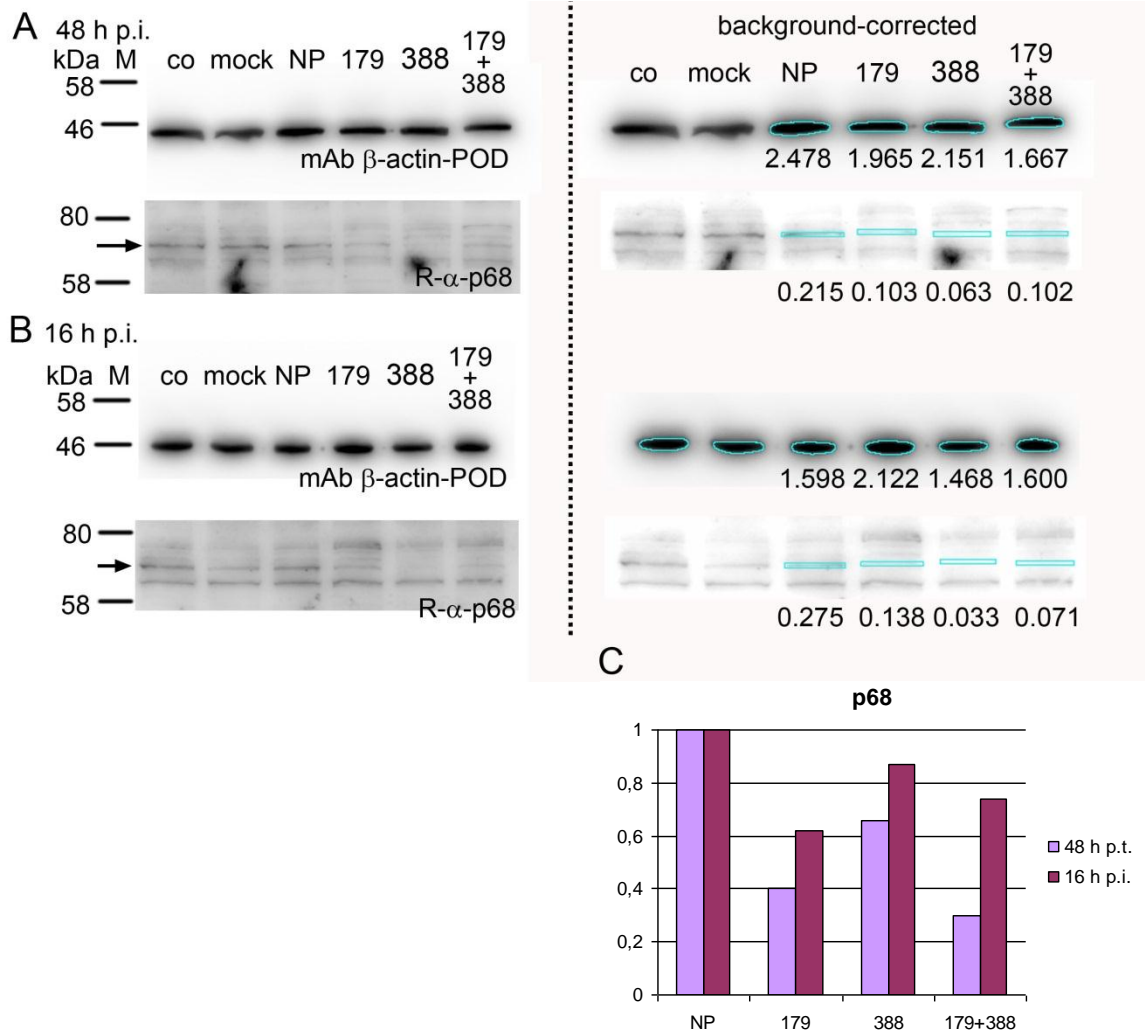 A
48 h p.i.
kDa M co mock NP 179 388 179
+
388
58
46
mAb β-actin-POD
80
58
R-α-p68
background-corrected
co mock NP 179 388 179
+
388
2.478 1.965 2.151 1.667
0.215 0.103 0.063 0.102
B 16 h p.i.
kDa M co mock NP 179 388 179
+
388
58
46
mAb β-actin-POD
80
58
R-α-p68
1.598 2.122 1.468 1.600
0.275 0.138 0.033 0.071
C
p68
1
0,8
0,6
0,4
0,2
0
NP 179 388 179+388
48 h p.t.
16 h p.i.